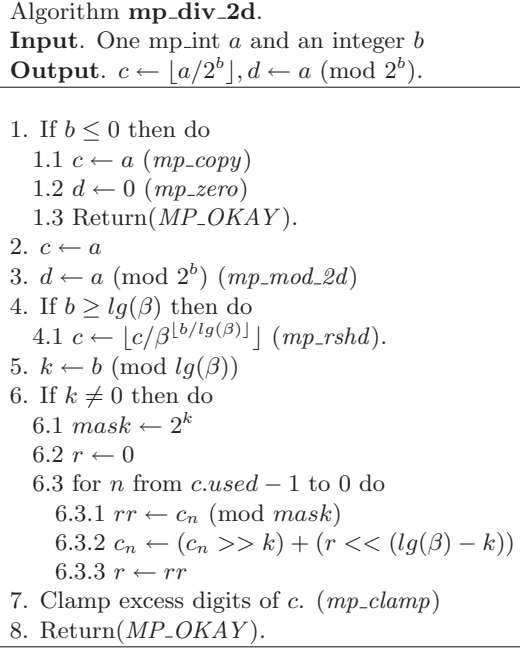 Algorithm mp_div_2d.
Input. One mp_int a and an integer b
Output. c ← ⌊a/2^b⌋, d ← a (mod 2^b).
1. If b ≤ 0 then do
1.1 c ← a (mp_copy)
1.2 d ← 0 (mp_zero)
1.3 Return(MP_OKAY).
2. c ← a
3. d ← a (mod 2^b) (mp_mod_2d)
4. If b ≥ lg(β) then do
4.1 c ← ⌊c/β^⌊b/lg(β)⌋⌋ (mp_rshd).
5. k ← b (mod lg(β))
6. If k ≠ 0 then do
6.1 mask ← 2^k
6.2 r ← 0
6.3 for n from c.used − 1 to 0 do
6.3.1 rr ← c_n (mod mask)
6.3.2 c_n ← (c_n >> k) + (r << (lg(β) − k))
6.3.3 r ← rr
7. Clamp excess digits of c. (mp_clamp)
8. Return(MP_OKAY).